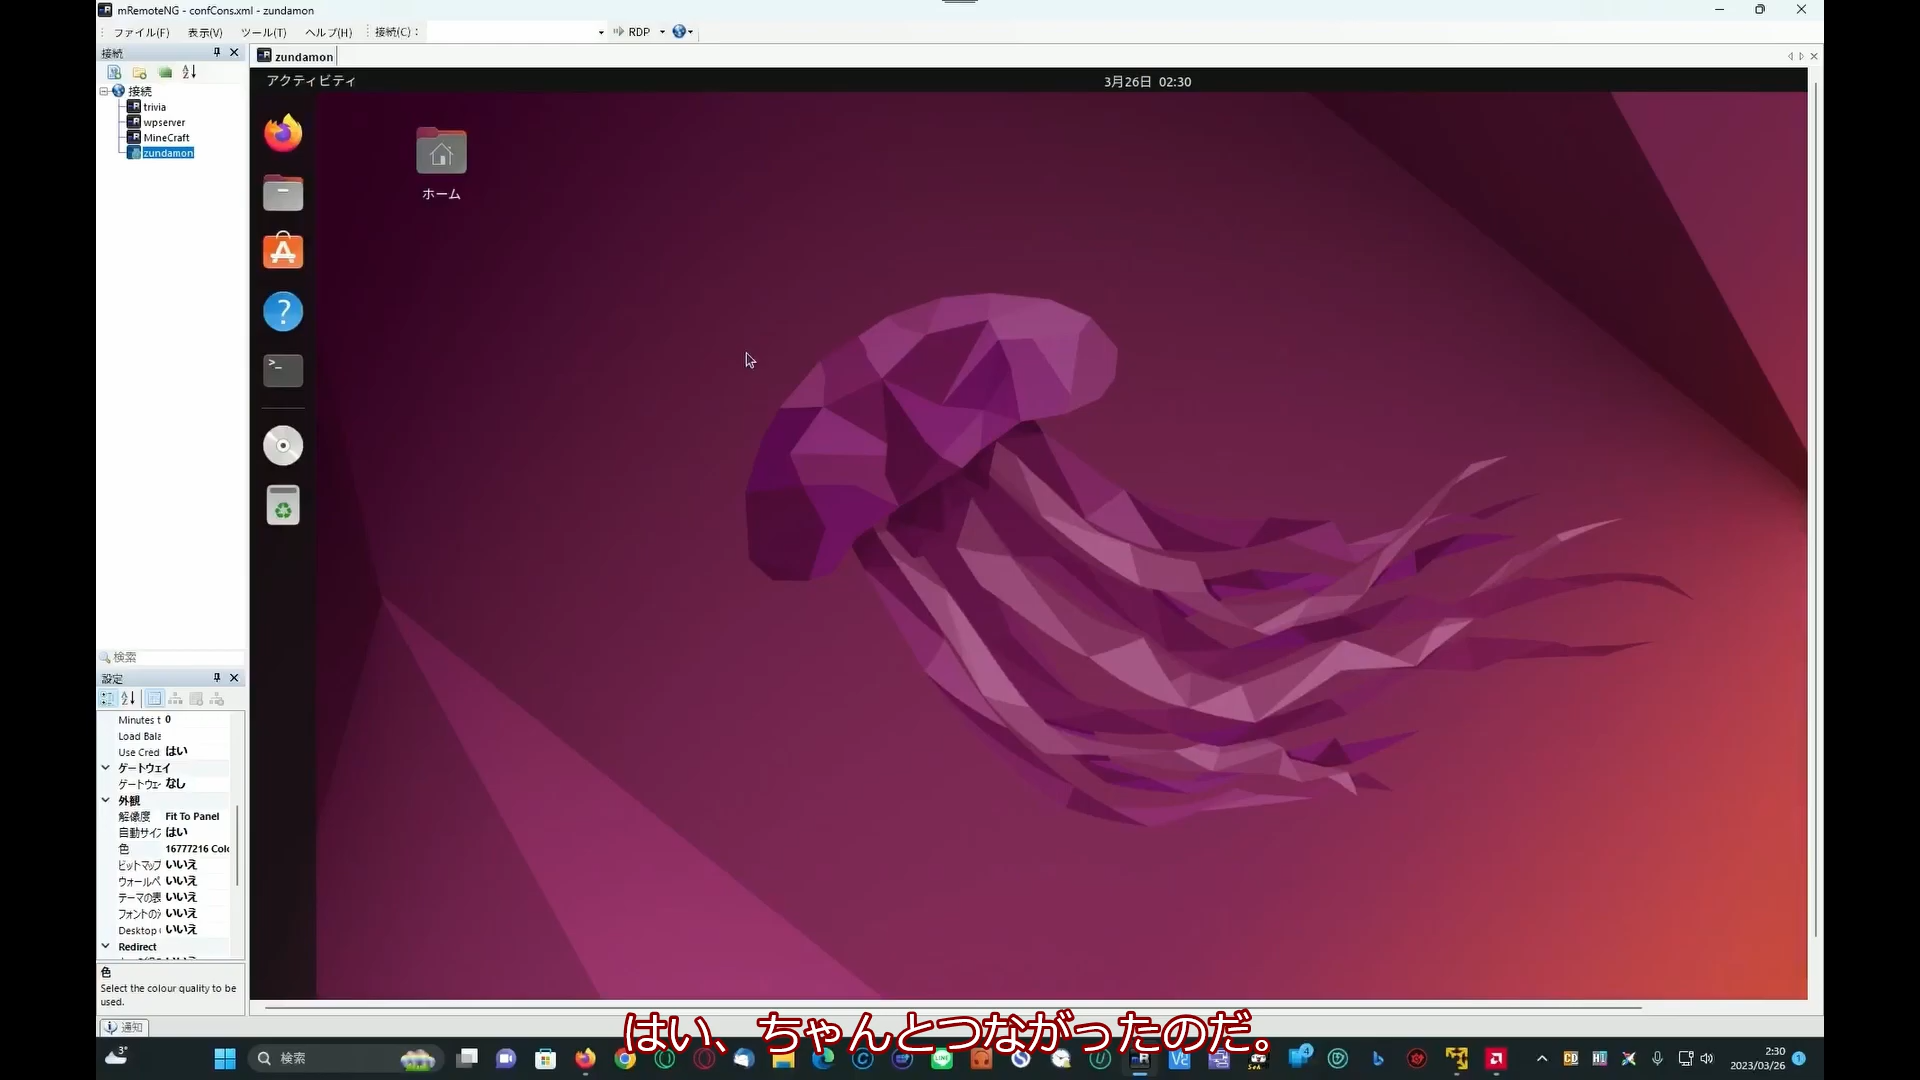 mRemoteNG - confCons.xml - zundamon
ファイル(F) 表示(V) ツール(T) ヘルプ(H) 接続(C): RDP
接続
zundamon
アクティビティ
3月26日 02:30
接続
trivia
wpserver
MineCraft
zundamon
ホーム
検索
設定
Minutes t 0
Load Bala
Use Cred はい
ゲートウェイ
ゲートウェ なし
外観
解像度 Fit To Panel
自動サイズ はい
色 16777216 Colo
ビットマップ いいえ
ウォールペ いいえ
テーマの表 いいえ
フォントの いいえ
Desktop いいえ
Redirect
色
Select the colour quality to be
used.
通知
はい、ちゃんとつながったのだ。
3°
検索
2:30
2023/03/26